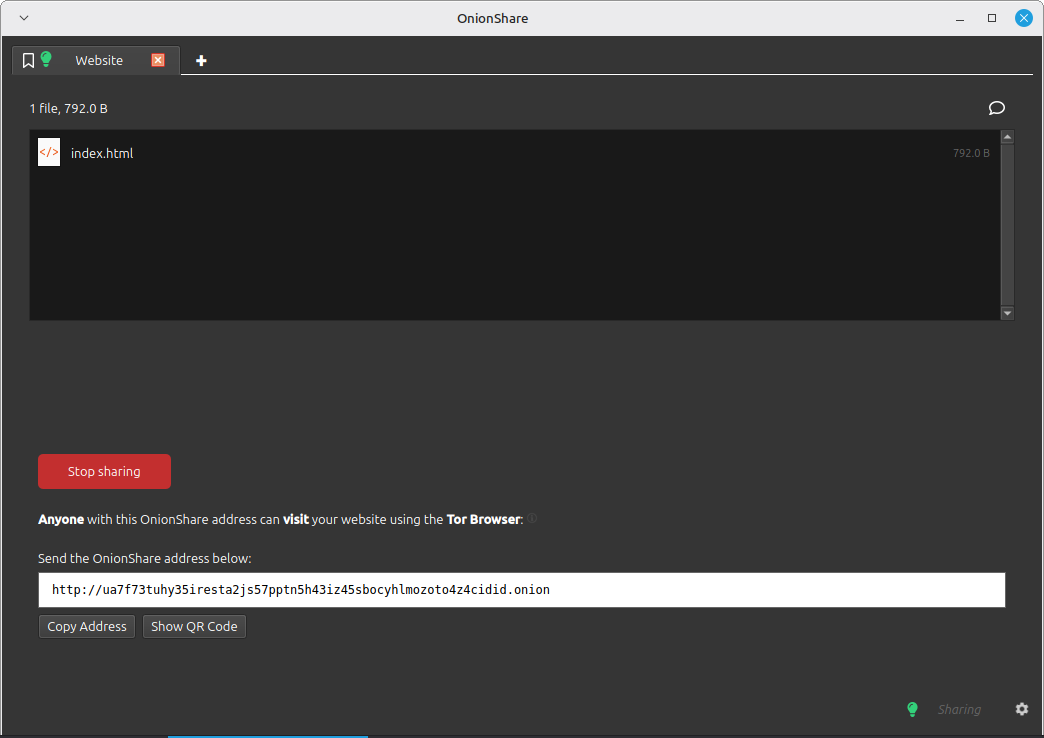 OnionShare
Website
1 file, 792.0 B
</> index.html 792.0 B
Stop sharing
Anyone with this OnionShare address can visit your website using the Tor Browser:
Send the OnionShare address below:
http://ua7f73tuhy35iresta2js57pptn5h43iz45sbocyhlmozoto4z4cidid.onion
Copy Address Show QR Code
Sharing